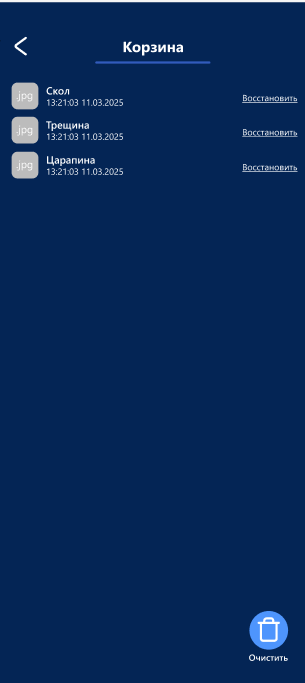 Корзина
.jpg
Скол
13:21:03 11.03.2025
Восстановить
.jpg
Трещина
13:21:03 11.03.2025
Восстановить
.jpg
Царапина
13:21:03 11.03.2025
Восстановить
Очистить